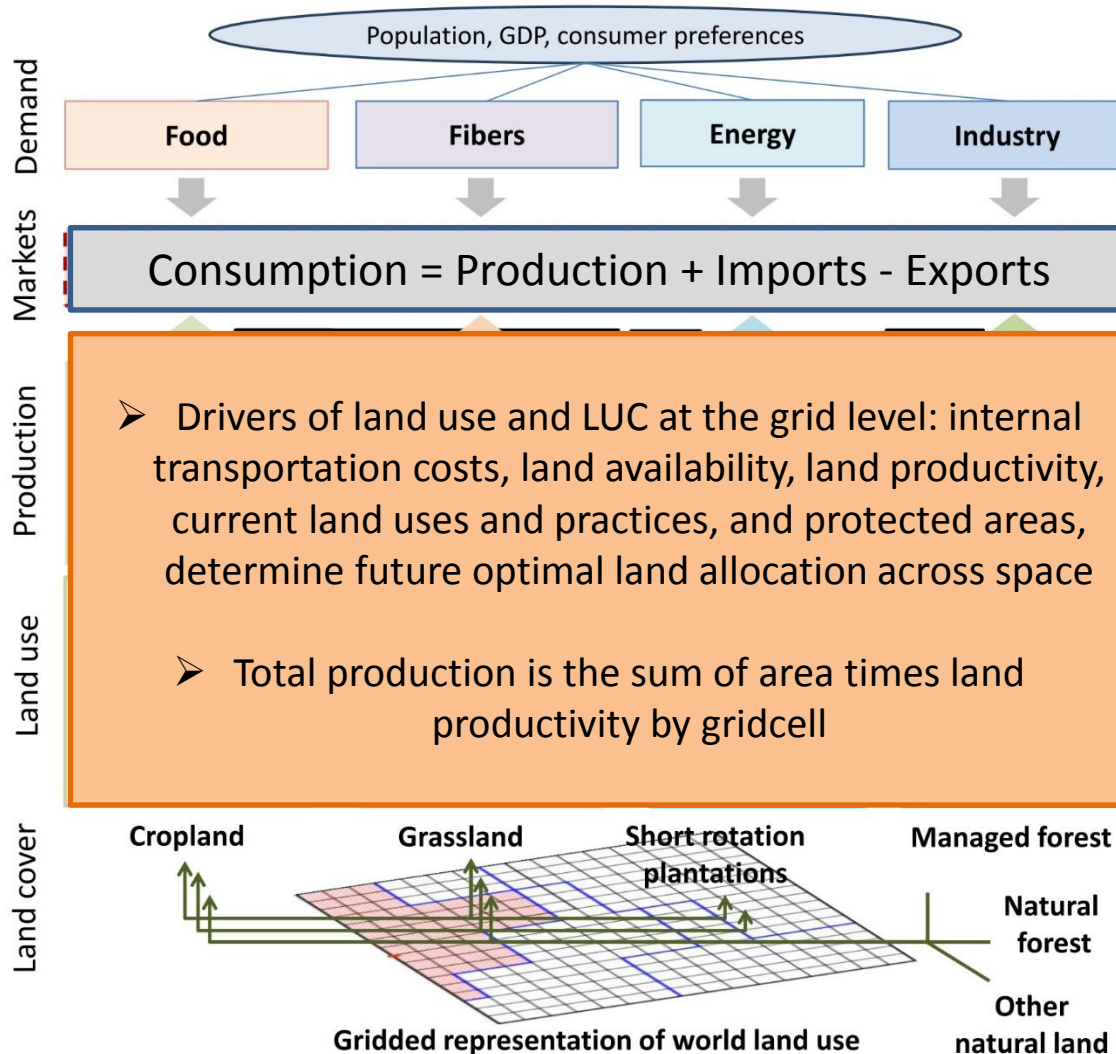 Population, GDP, consumer preferences
Demand
Food
Fibers
Energy
Industry
Markets
Consumption = Production + Imports - Exports
Production
➢ Drivers of land use and LUC at the grid level: internal
transportation costs, land availability, land productivity,
current land uses and practices, and protected areas,
determine future optimal land allocation across space
Land use
➢ Total production is the sum of area times land
productivity by gridcell
Land cover
Cropland
Grassland
Short rotation
plantations
Managed forest
Natural
forest
Other
natural land
Gridded representation of world land use